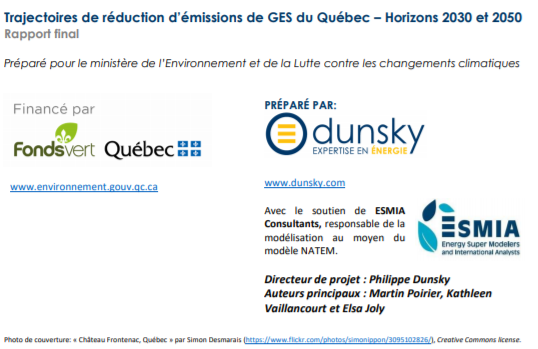 Trajectoires de réduction d'émissions de GES du Québec – Horizons 2030 et 2050
Rapport final
Préparé pour le ministère de l'Environnement et de la Lutte contre les changements climatiques
Financé par
Fondsvert Québec
www.environnement.gouv.qc.ca
PRÉPARÉ PAR:
dunsky
EXPERTISE EN ÉNERGIE
www.dunsky.com
Avec le soutien de ESMIA
Consultants, responsable de la
modélisation au moyen du
modèle NATEM.
ESMIA
Energy Super Modelers
and International Analysts
Directeur de projet : Philippe Dunsky
Auteurs principaux : Martin Poirier, Kathleen
Vaillancourt et Elsa Joly
Photo de couverture: « Château Frontenac, Québec » par Simon Desmarais (https://www.flickr.com/photos/simonippon/3095102826/), Creative Commons license.